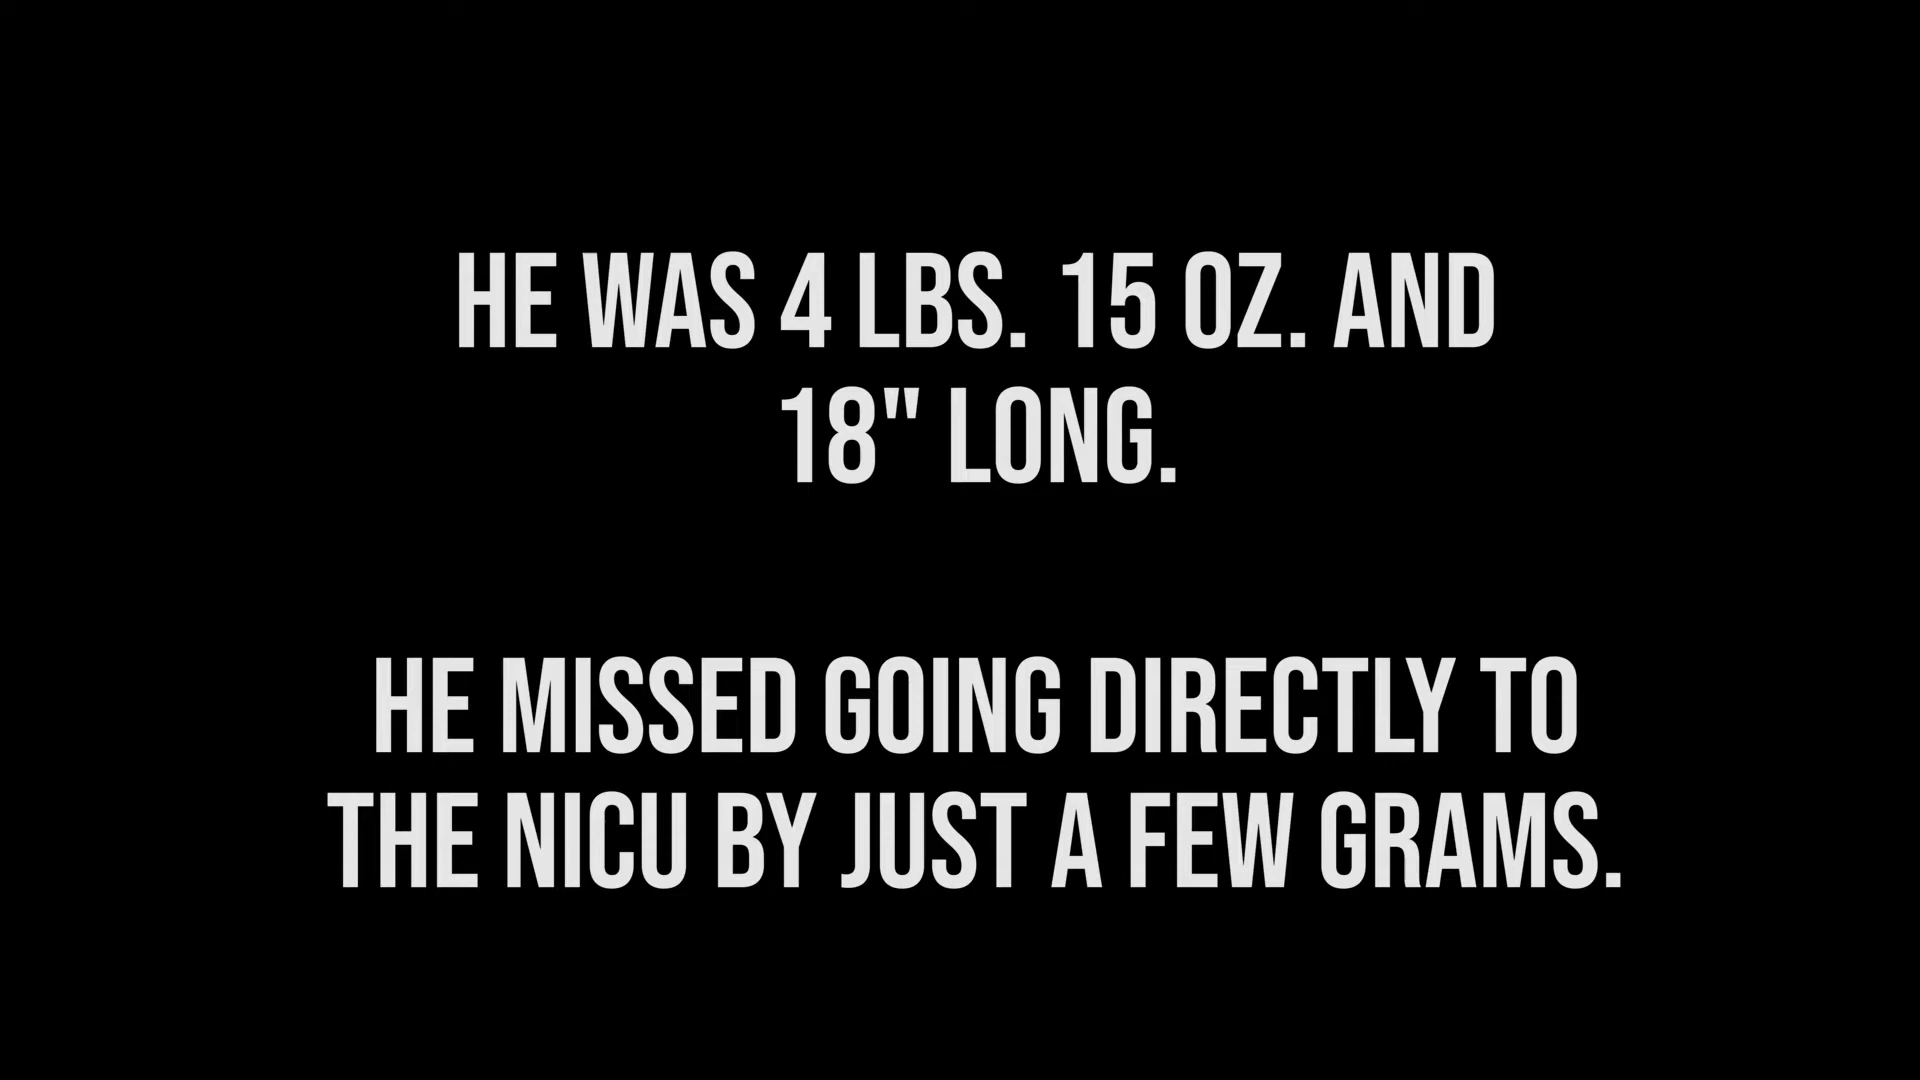 HE WAS 4 LBS. 15 OZ. AND
18" LONG.
HE MISSED GOING DIRECTLY TO
THE NICU BY JUST A FEW GRAMS.